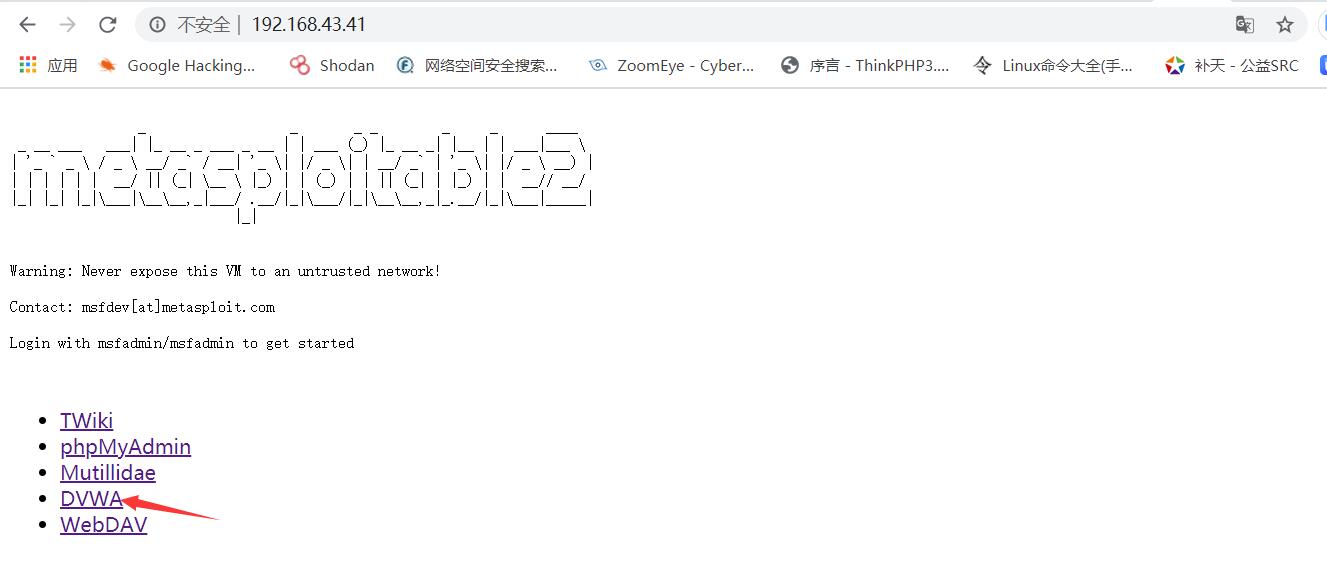 不安全 | 192.168.43.41
应用 Google Hacking... Shodan 网络空间安全搜索... ZoomEye - Cyber... 序言 - ThinkPHP3.... Linux命令大全(手... 补天 - 公益SRC
metasploitable2
Warning: Never expose this VM to an untrusted network!
Contact: msfdev[at]metasploit.com
Login with msfadmin/msfadmin to get started
TWiki
phpMyAdmin
Mutillidae
DVWA
WebDAV